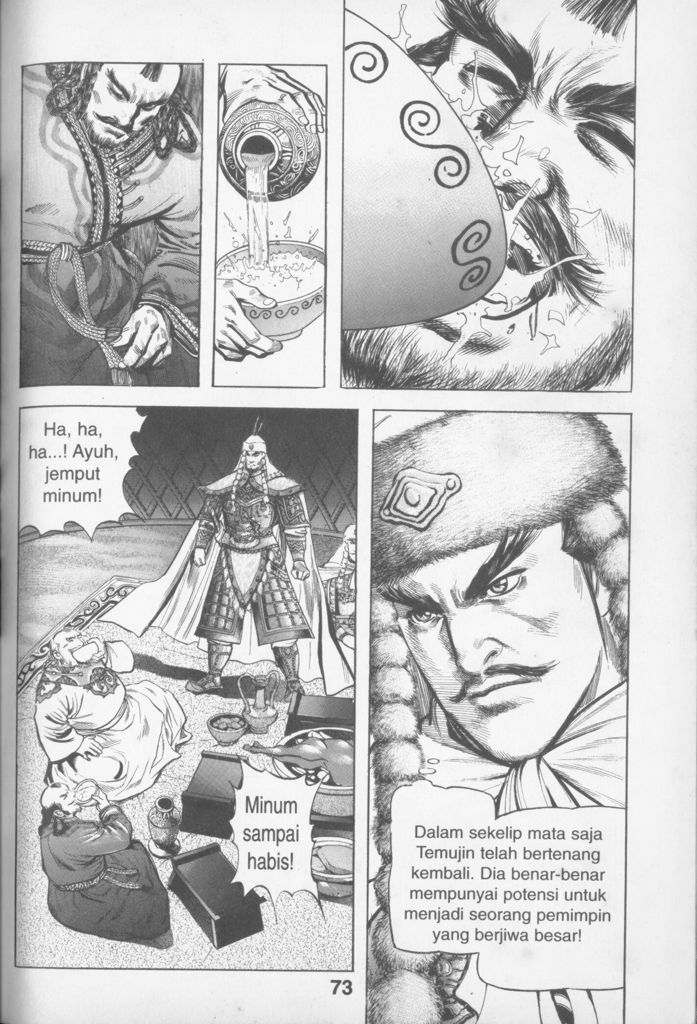 Ha, ha,
ha...! Ayuh,
jemput
minum!
Minum
sampai
habis!
Dalam sekelip mata saja
Temujin telah bertenang
kembali. Dia benar-benar
mempunyai potensi untuk
menjadi seorang pemimpin
yang berjiwa besar!
73